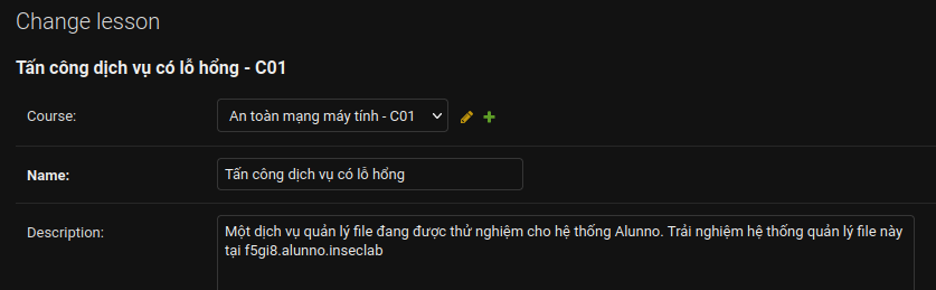 Change lesson
Tấn công dịch vụ có lỗ hổng - C01
Course:
An toàn mạng máy tính - C01
Name:
Tấn công dịch vụ có lỗ hổng
Description:
Một dịch vụ quản lý file đang được thử nghiệm cho hệ thống Alunno. Trải nghiệm hệ thống quản lý file này
tại f5gi8.alunno.inseclab